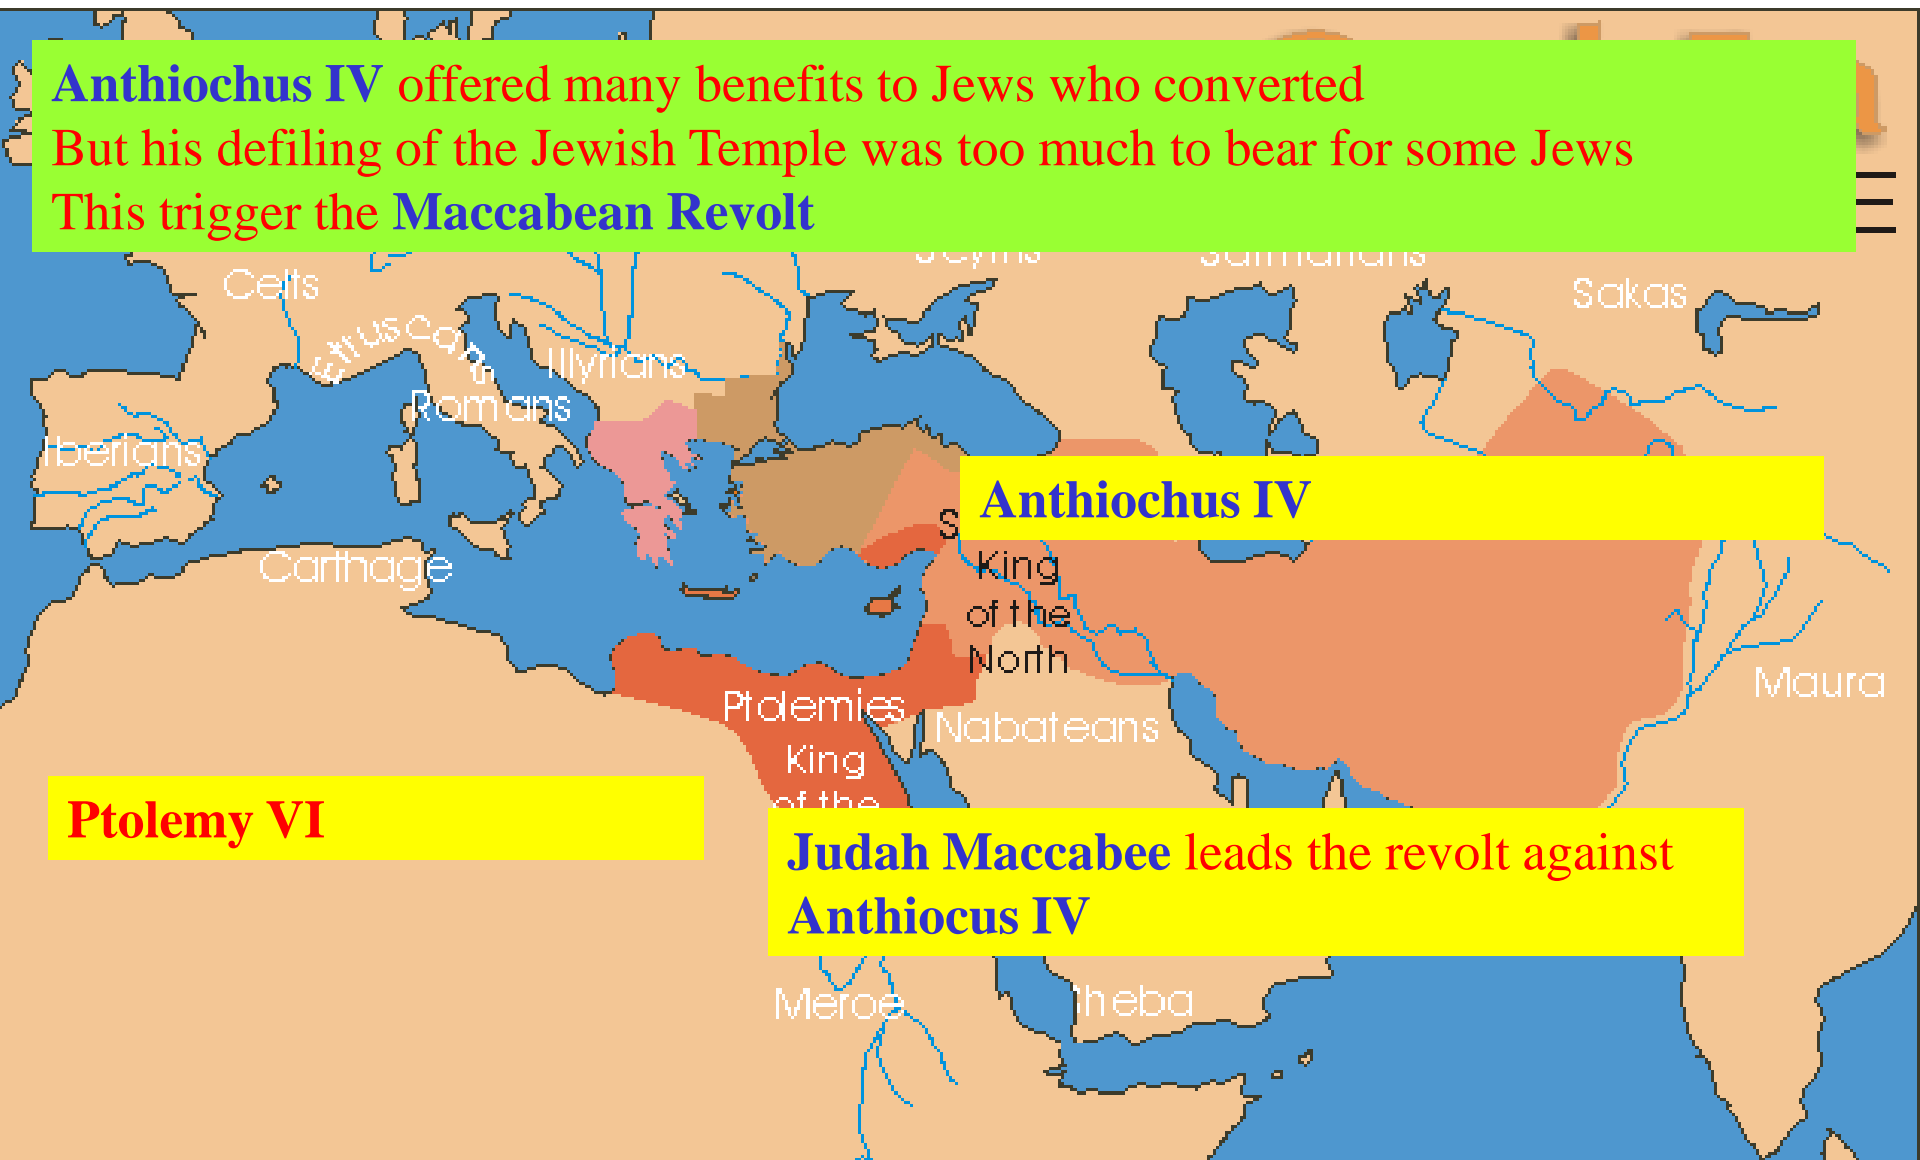 Anthiochus IV offered many benefits to Jews who converted
But his defiling of the Jewish Temple was too much to bear for some Jews
This trigger the Maccabean Revolt
Celts
Sakas
Etruscans
Illyrians
Romans
Iberians
Anthiochus IV
Carthage
King
of the
North
Maura
Ptolemies
Nabateans
King
of the
Ptolemy VI
Judah Maccabee leads the revolt against
Anthiocus IV
Meroe